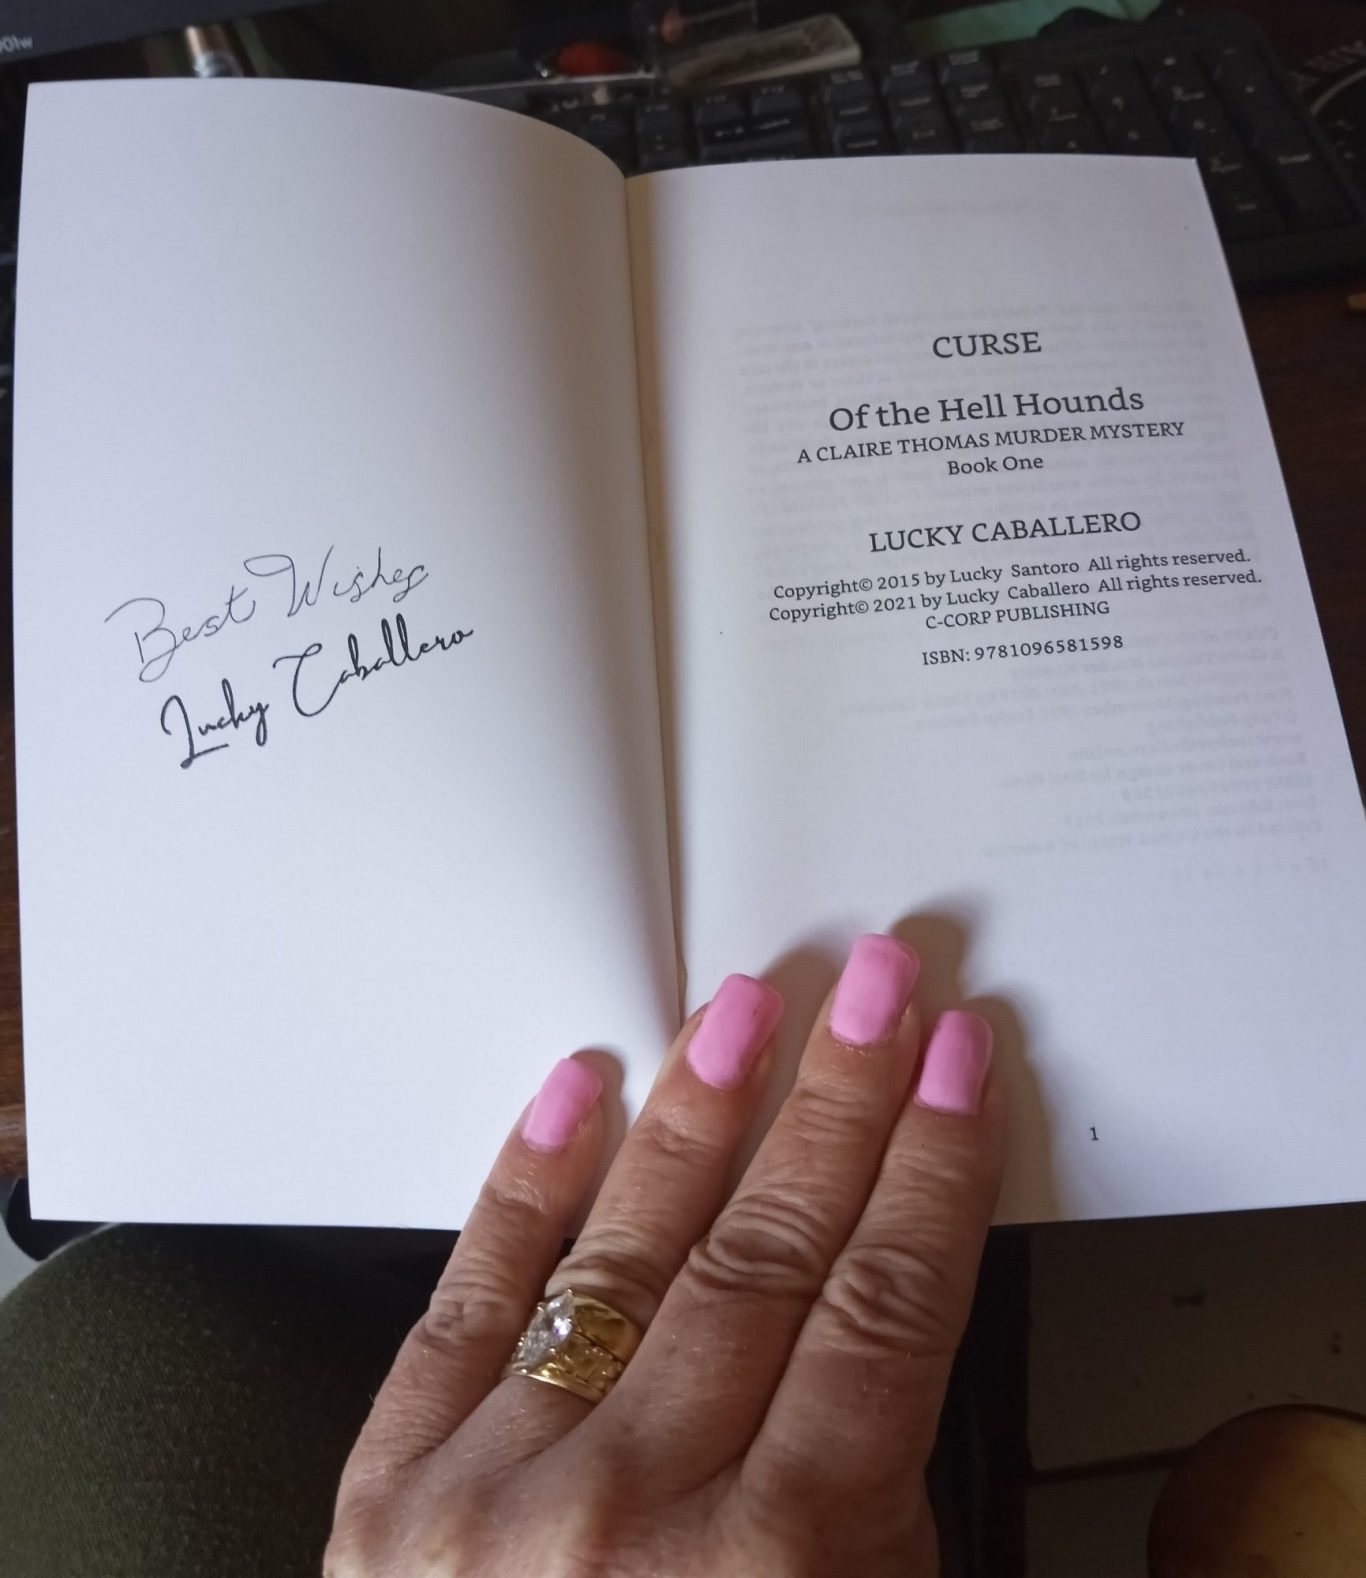 Best Wishes
Lucky Caballero
CURSE
Of the Hell Hounds
A CLAIRE THOMAS MURDER MYSTERY
Book One
LUCKY CABALLERO
Copyright© 2015 by Lucky Santoro All rights reserved.
Copyright© 2021 by Lucky Caballero All rights reserved.
C-CORP PUBLISHING
ISBN: 9781096581598
1